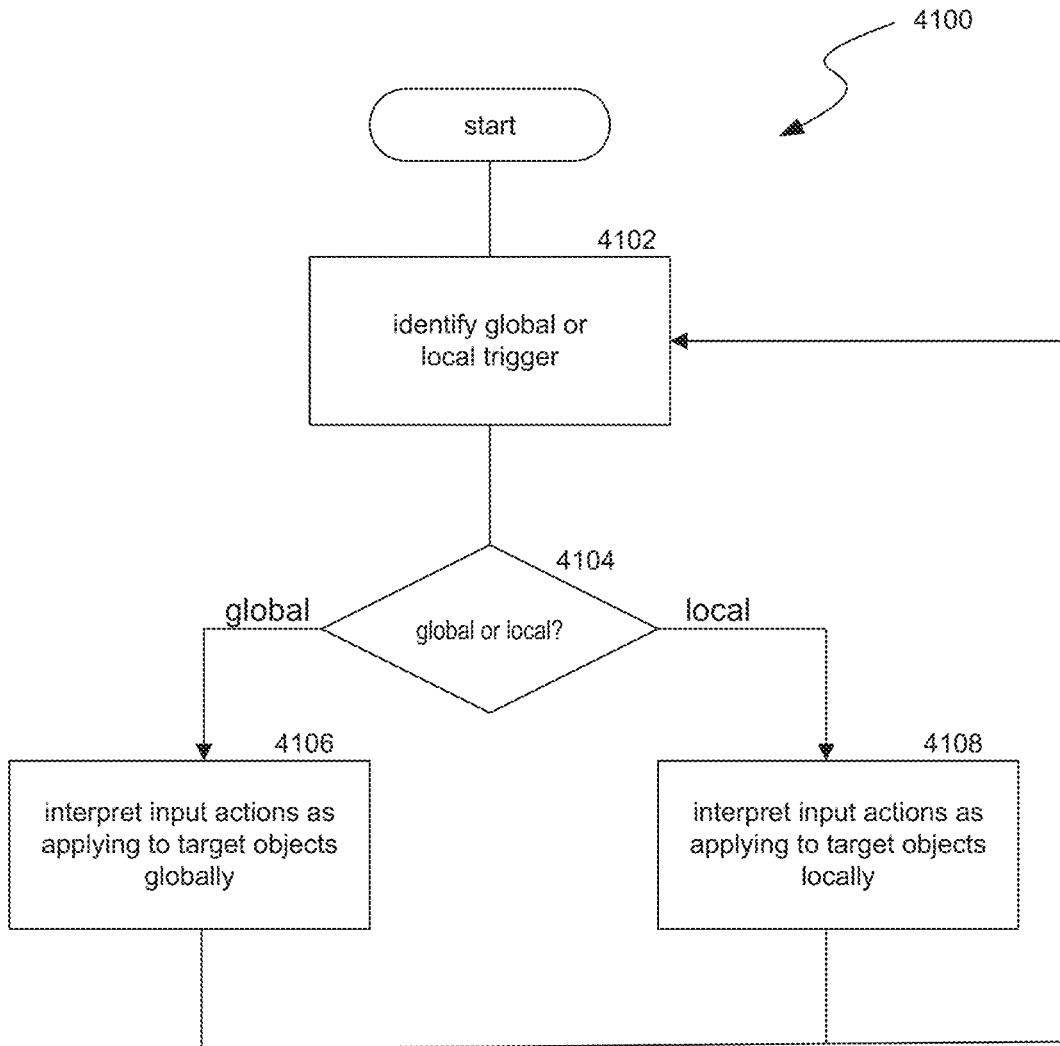 4100
start
4102
identify global or
local trigger
4104
global
global or local?
local
4106
4108
interpret input actions as
applying to target objects
globally
interpret input actions as
applying to target objects
locally